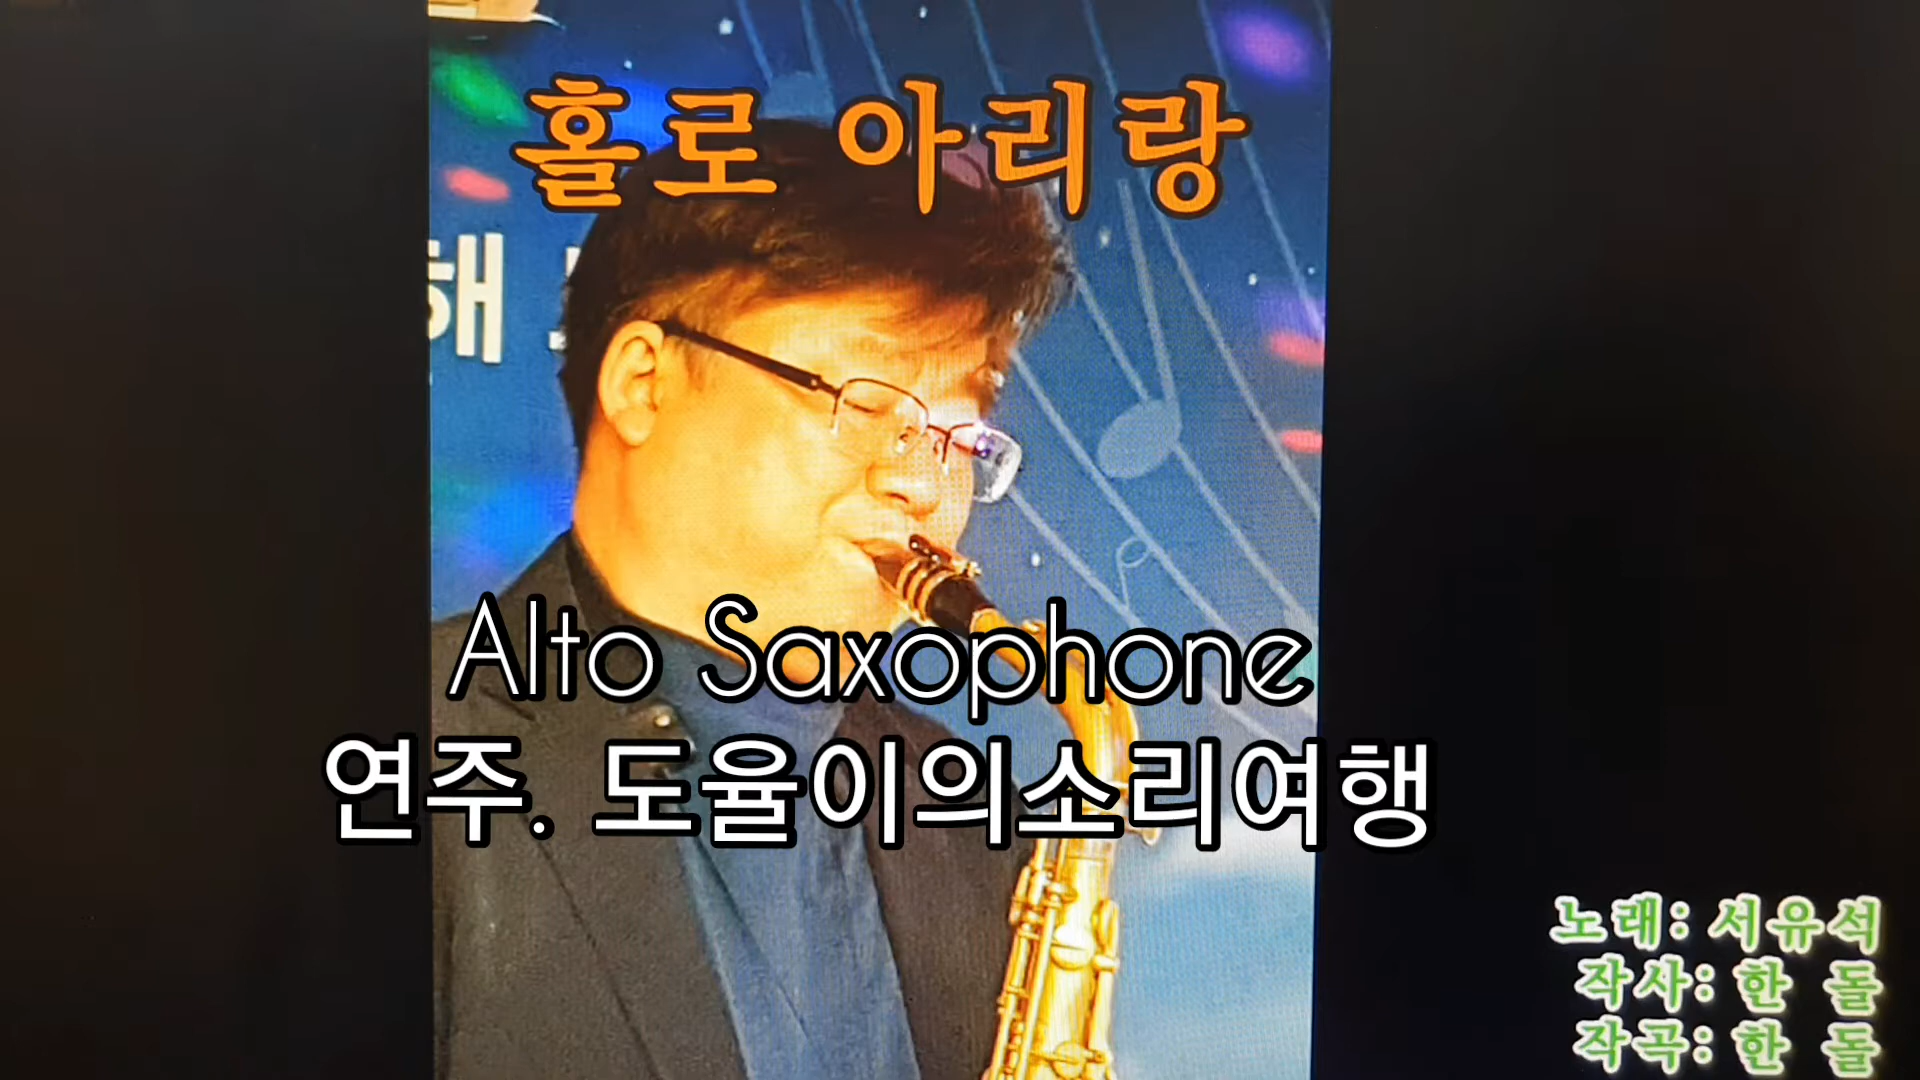 홀로 아리랑
해
Alto Saxophone
연주. 도율이의소리여행
노래: 서유석
작사: 한 돌
작곡: 한 돌